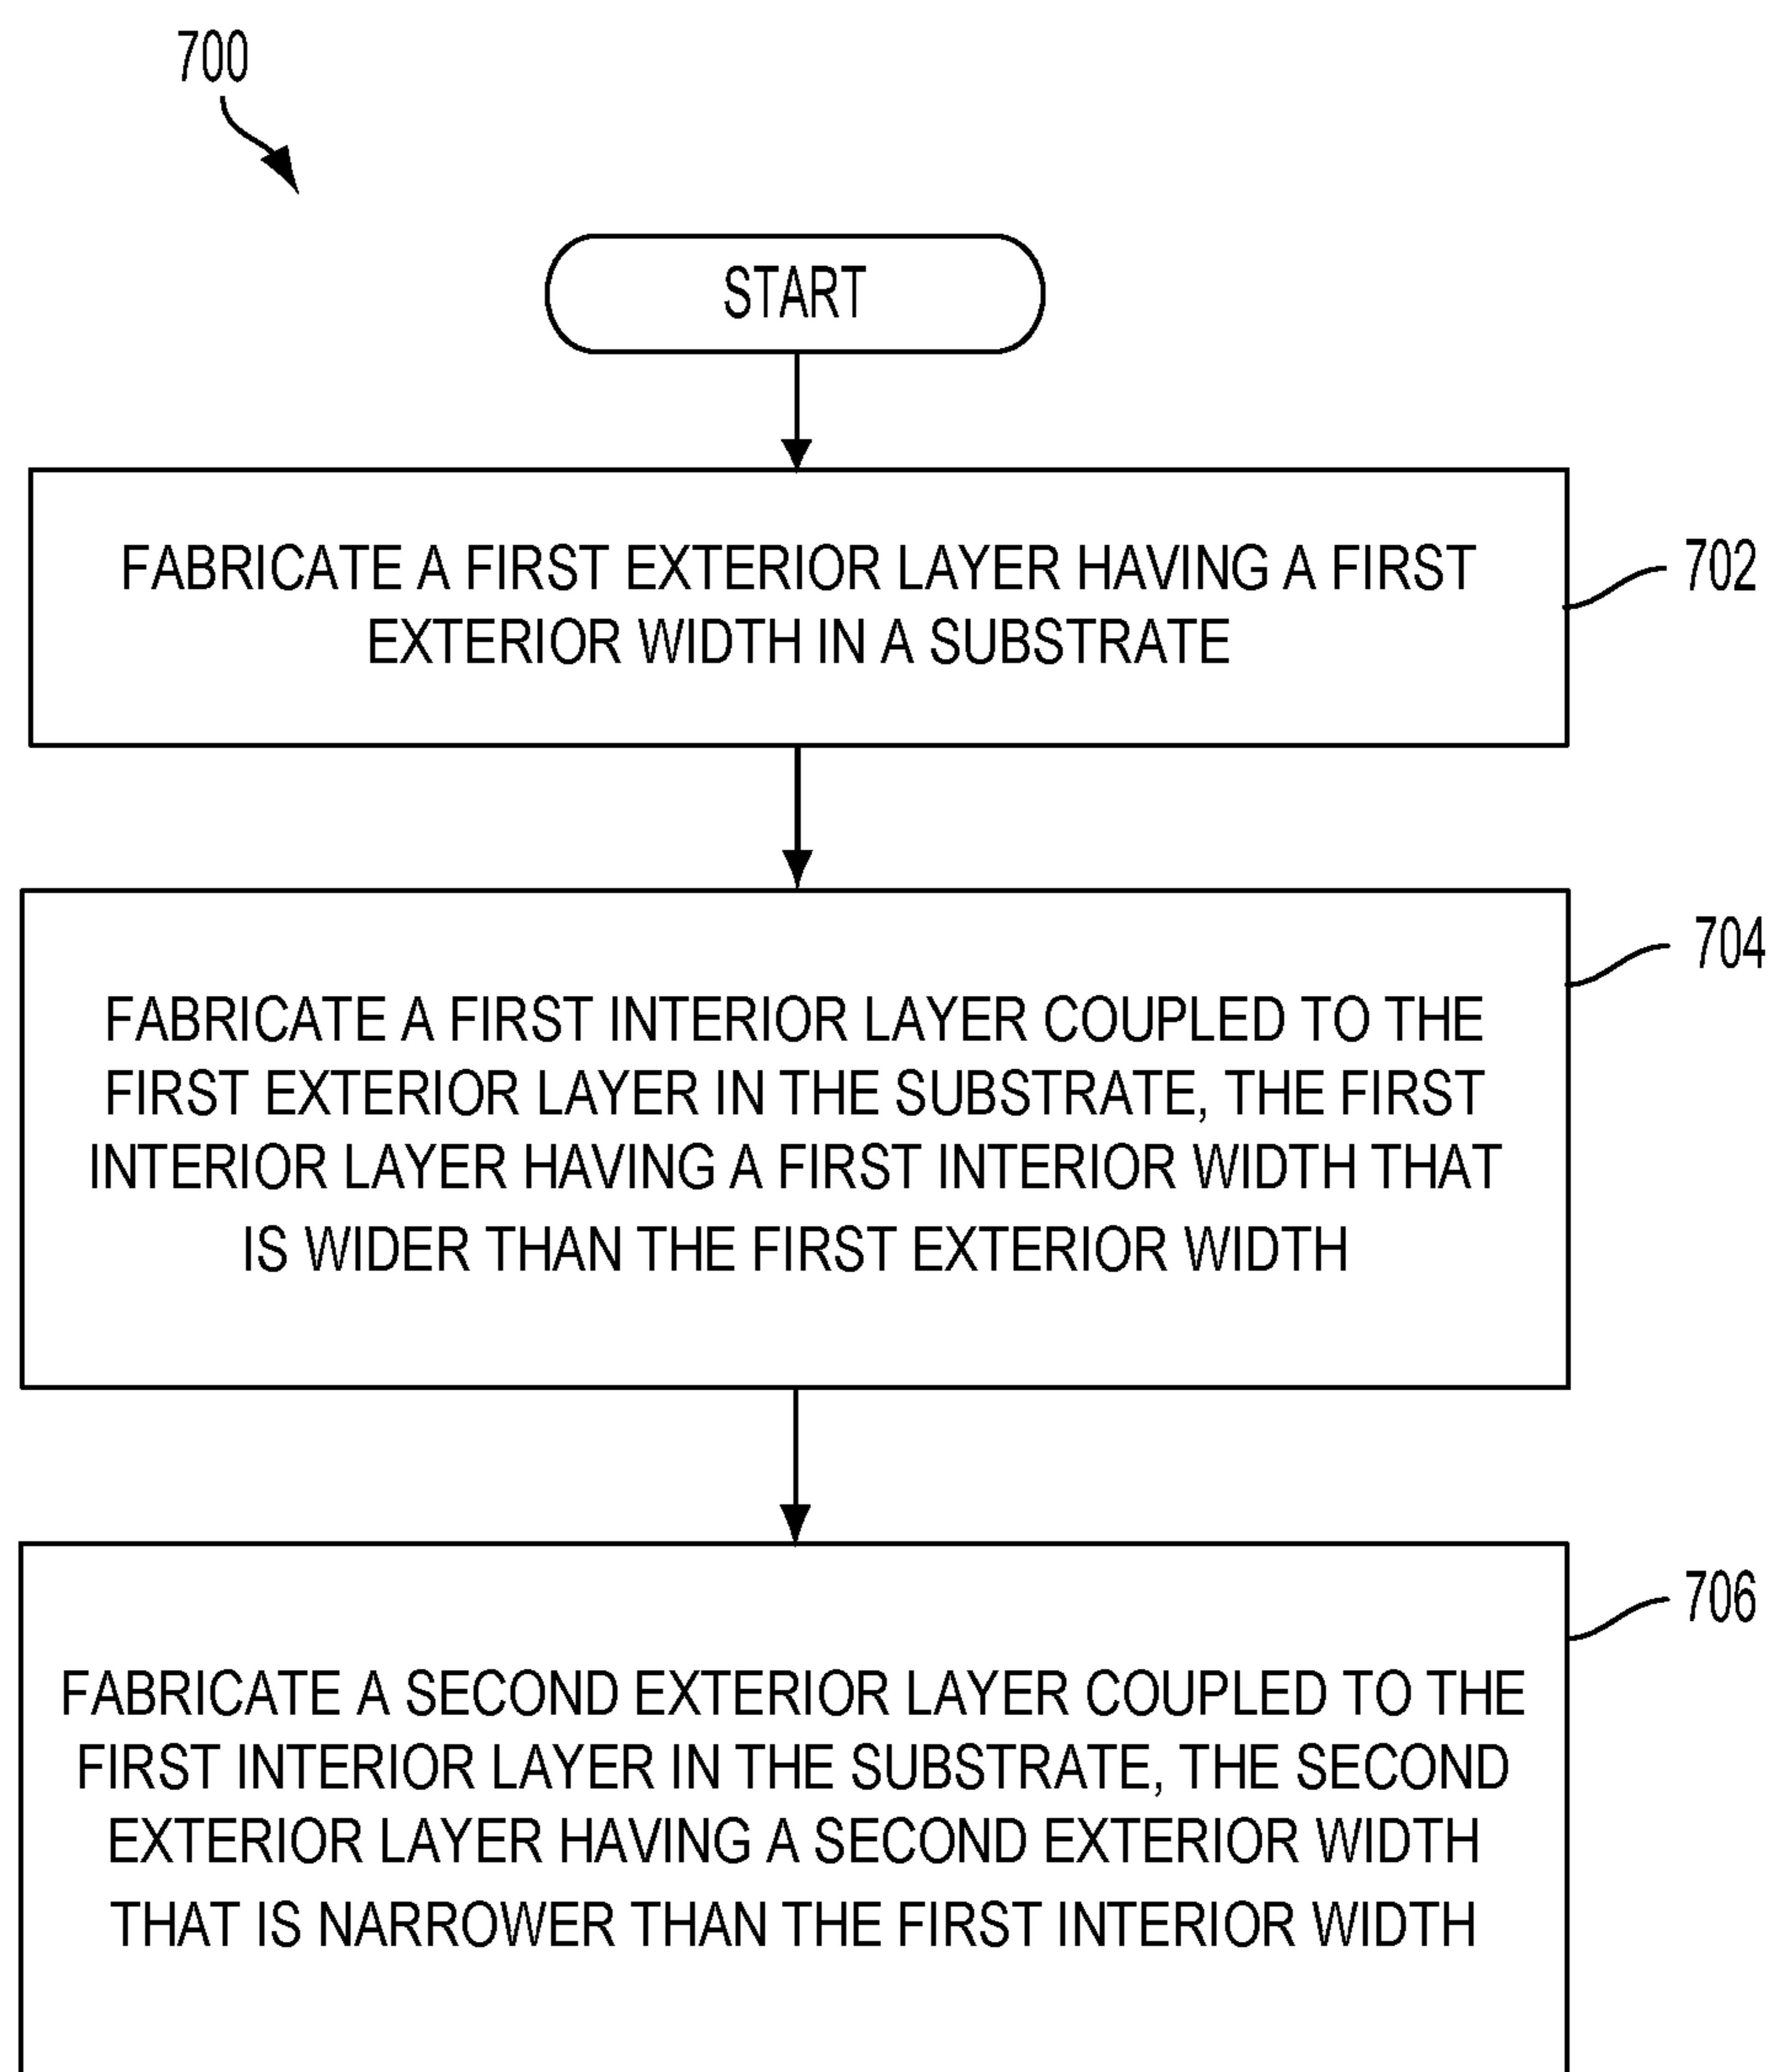 700
START
FABRICATE A FIRST EXTERIOR LAYER HAVING A FIRST
EXTERIOR WIDTH IN A SUBSTRATE
702
FABRICATE A FIRST INTERIOR LAYER COUPLED TO THE
FIRST EXTERIOR LAYER IN THE SUBSTRATE, THE FIRST
INTERIOR LAYER HAVING A FIRST INTERIOR WIDTH THAT
IS WIDER THAN THE FIRST EXTERIOR WIDTH
704
FABRICATE A SECOND EXTERIOR LAYER COUPLED TO THE
FIRST INTERIOR LAYER IN THE SUBSTRATE, THE SECOND
EXTERIOR LAYER HAVING A SECOND EXTERIOR WIDTH
THAT IS NARROWER THAN THE FIRST INTERIOR WIDTH
706